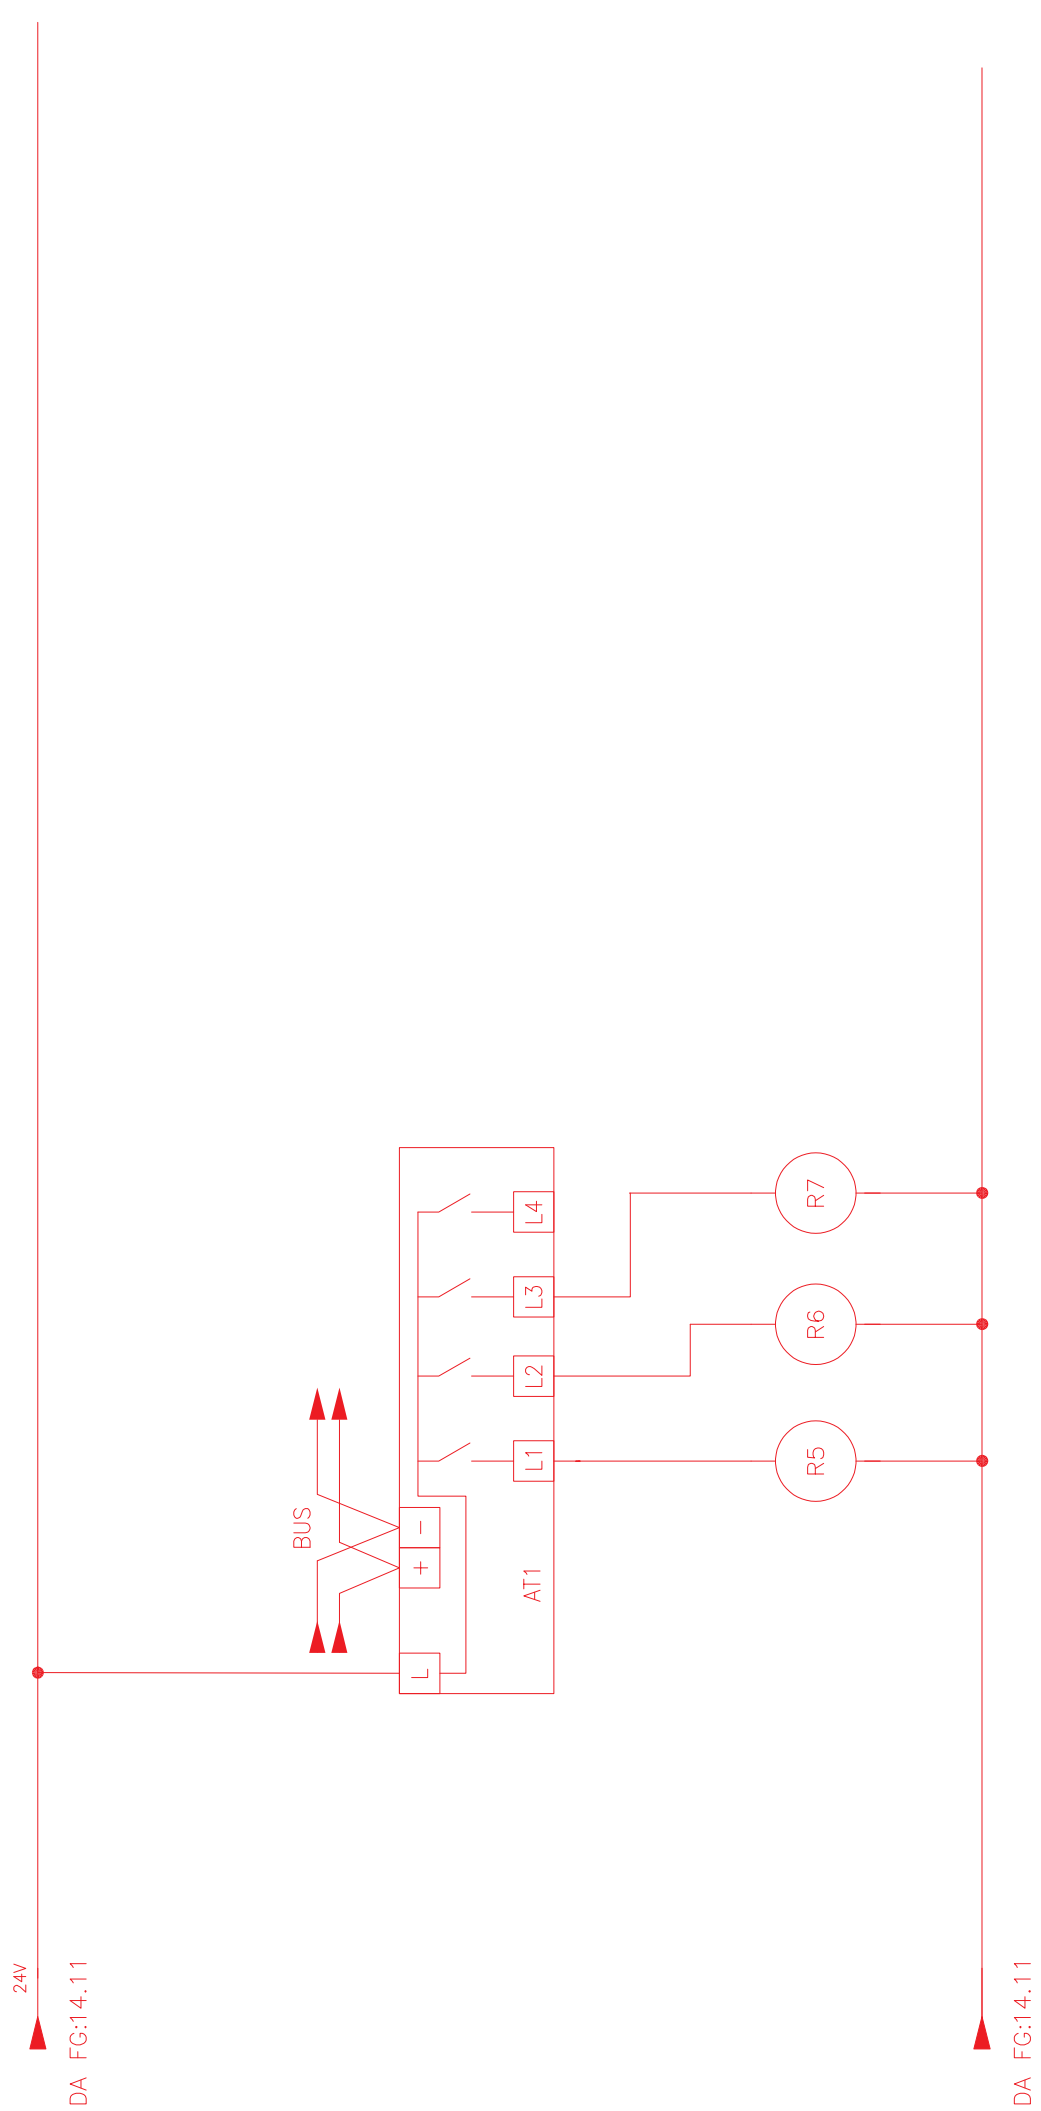 24V
DA FG:14.11
BUS
L
+
-
AT1
L1
L2
L3
L4
R5
R6
R7
DA FG:14.11